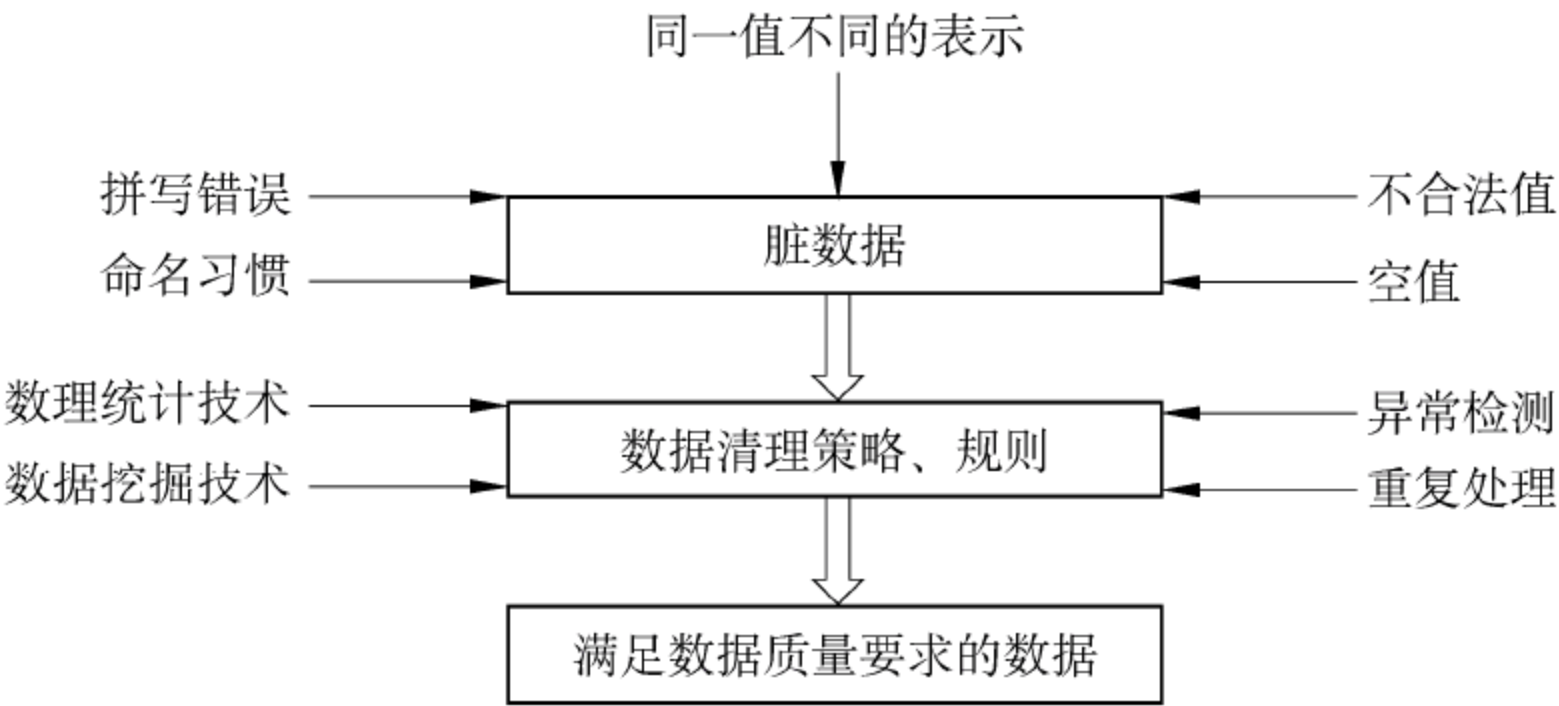 同一值不同的表示
拼写错误
不合法值
脏数据
命名习惯
空值
数理统计技术
异常检测
数据清理策略、规则
数据挖掘技术
重复处理
满足数据质量要求的数据